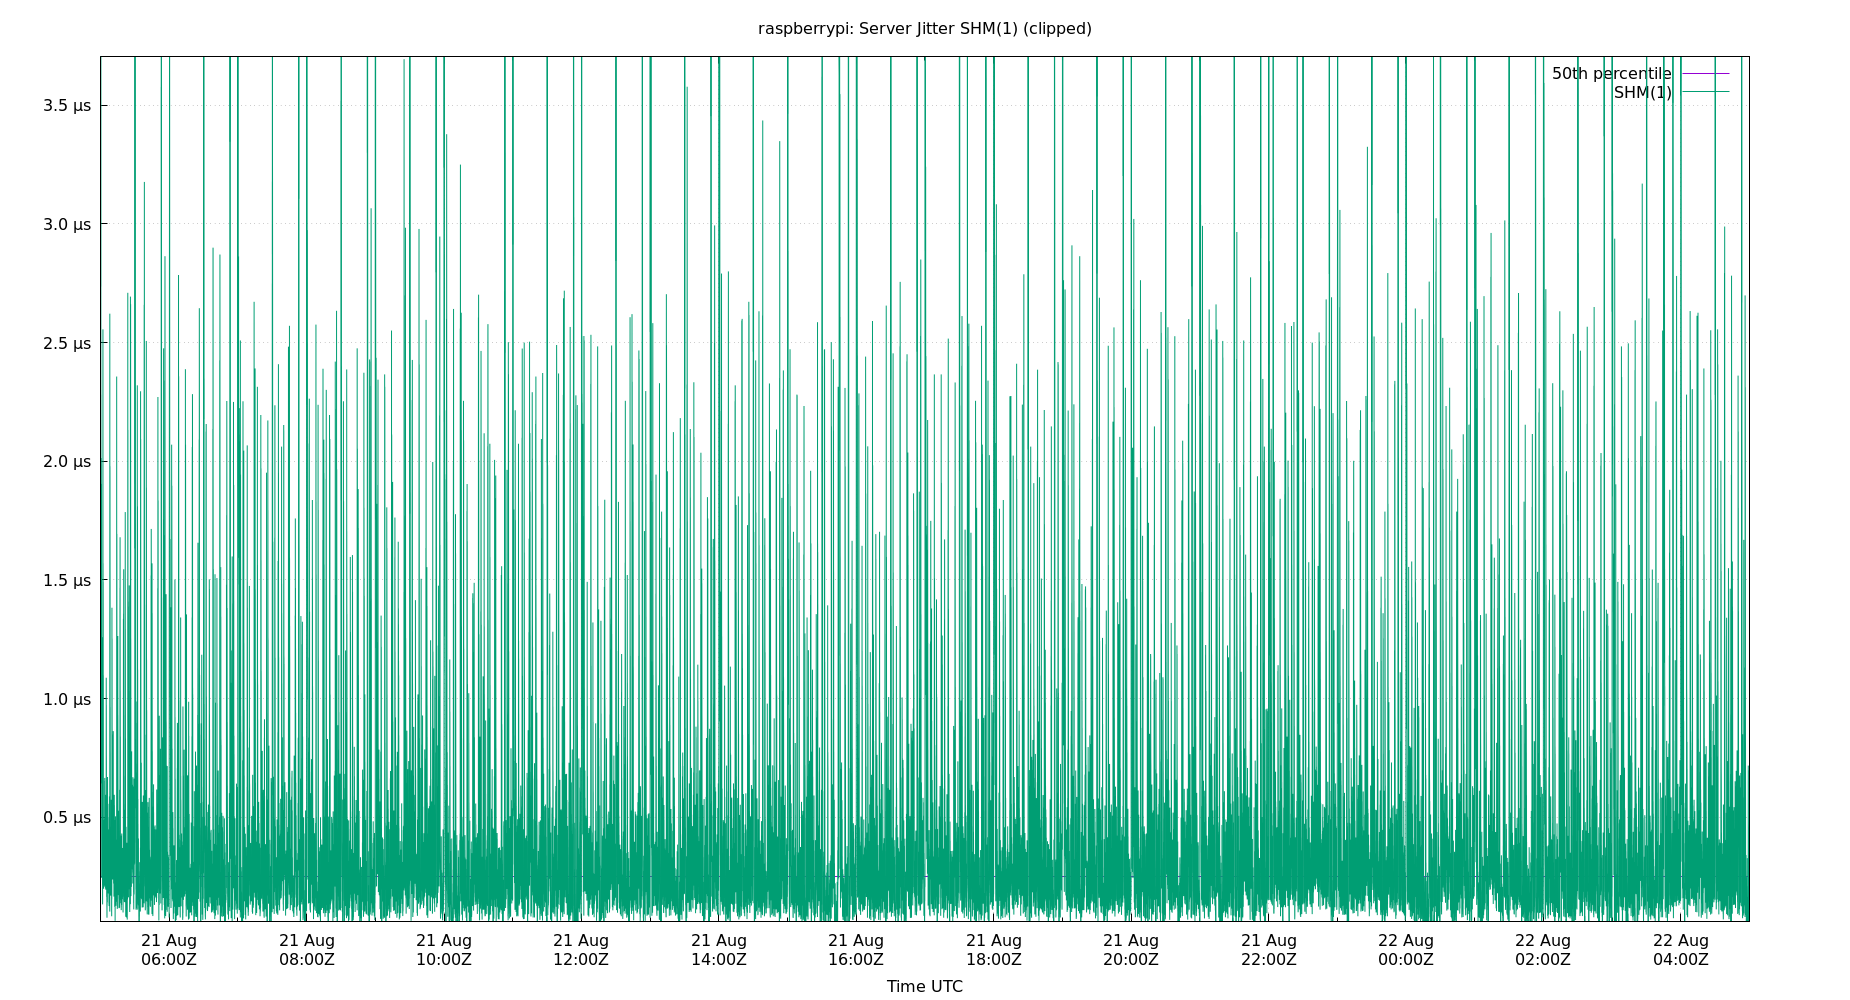 raspberrypi: Server Jitter SHM(1) (clipped)
50th percentile
SHM(1)
3.5 µs
3.0 µs
2.5 µs
2.0 µs
1.5 µs
1.0 µs
0.5 µs
21 Aug 21 Aug 21 Aug 21 Aug 21 Aug 21 Aug 21 Aug 21 Aug 21 Aug 22 Aug 22 Aug 22 Aug
06:00Z 08:00Z 10:00Z 12:00Z 14:00Z 16:00Z 18:00Z 20:00Z 22:00Z 00:00Z 02:00Z 04:00Z
Time UTC